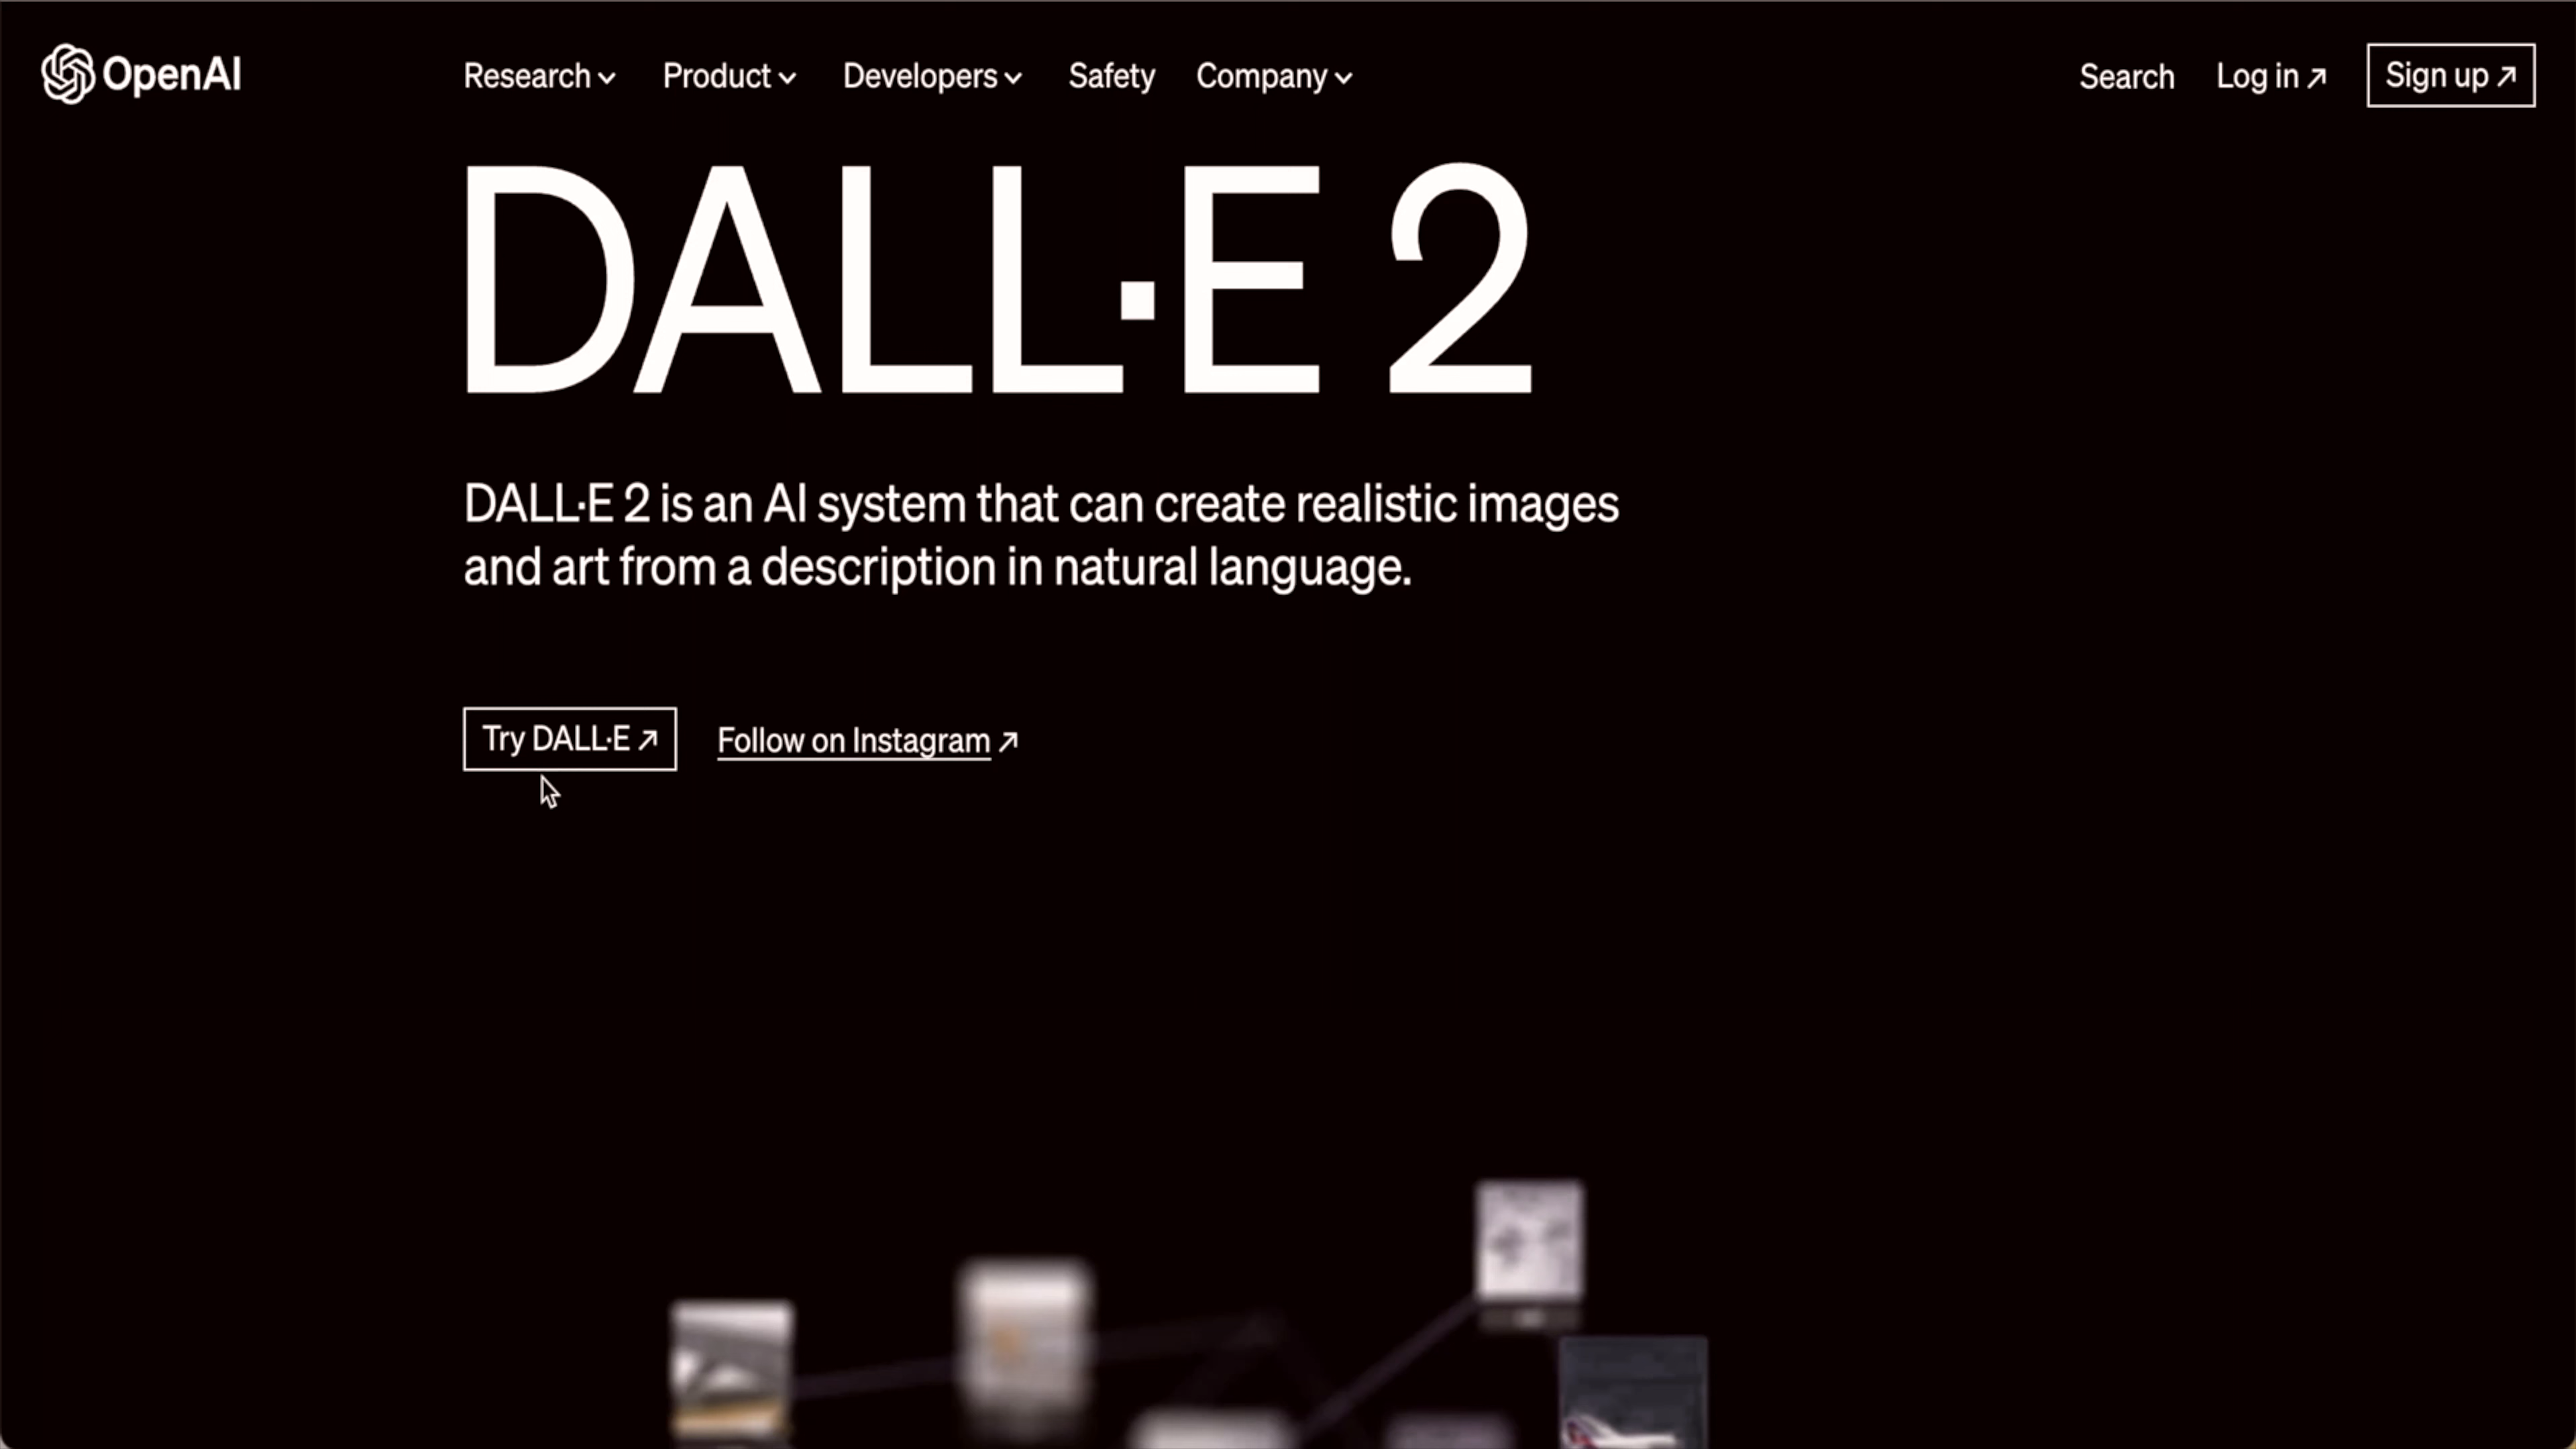 OpenAI
Research
Product
Developers
Safety
Company
Search
Log in ↗
Sign up ↗
DALL·E 2
DALL·E 2 is an AI system that can create realistic images
and art from a description in natural language.
Try DALL·E ↗
Follow on Instagram ↗